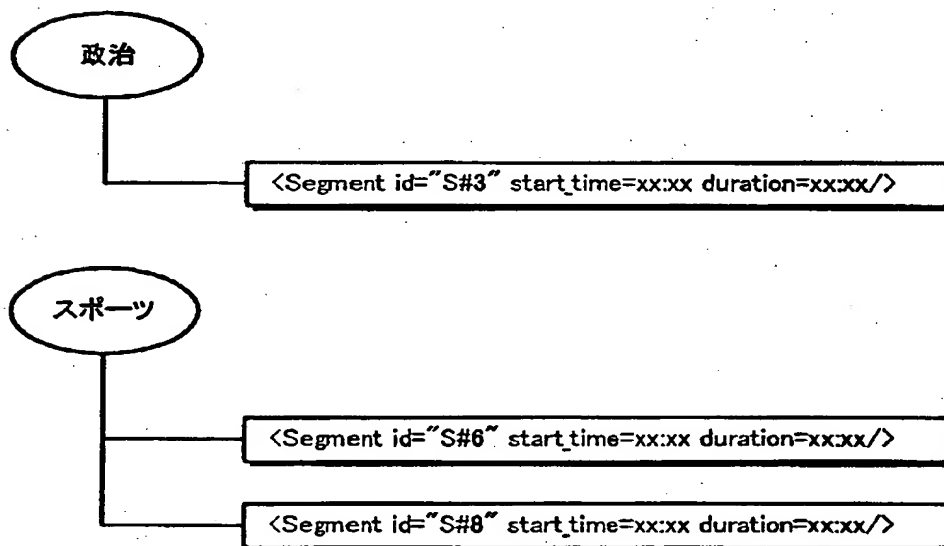 政治
<Segment id="S#3" start_time=xx:xx duration=xx:xx/>
スポーツ
<Segment id="S#6" start_time=xx:xx duration=xx:xx/>
<Segment id="S#8" start_time=xx:xx duration=xx:xx/>